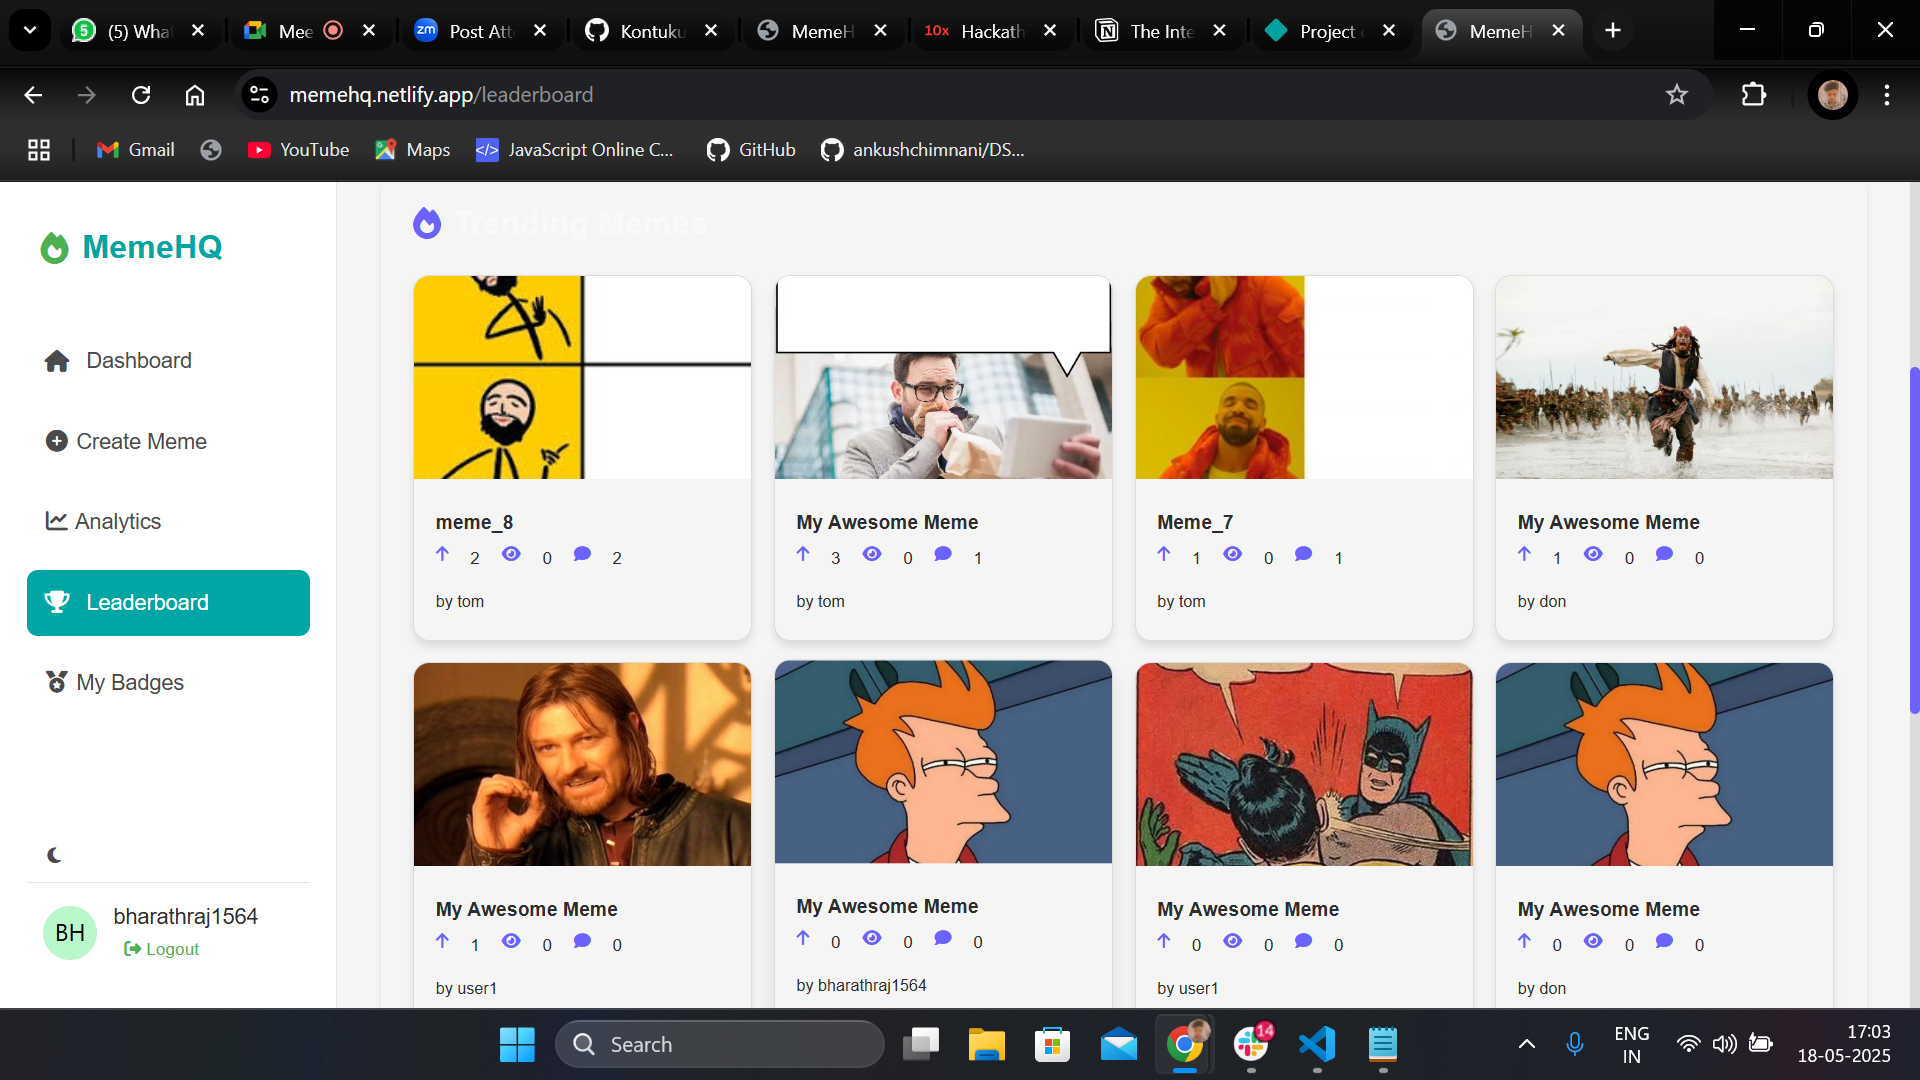 (5) Wha
Mee
zm
Post Att
Kontuku
MemeH
10x
Hackath
The Inte
Project
MemeH
memehq.netlify.app/leaderboard
Gmail
YouTube
Maps
JavaScript Online C...
GitHub
ankushchimnani/DS...
MemeHQ
Dashboard
Create Meme
Analytics
Leaderboard
My Badges
BH
bharathraj1564
Logout
Trending Memes
meme_8
2 0 2
by tom
My Awesome Meme
3 0 1
by tom
Meme_7
1 0 1
by tom
My Awesome Meme
1 0 0
by don
My Awesome Meme
1 0 0
by user1
My Awesome Meme
0 0 0
by bharathraj1564
My Awesome Meme
0 0 0
by user1
My Awesome Meme
0 0 0
by don
Search
14
ENG
IN
17:03
18-05-2025